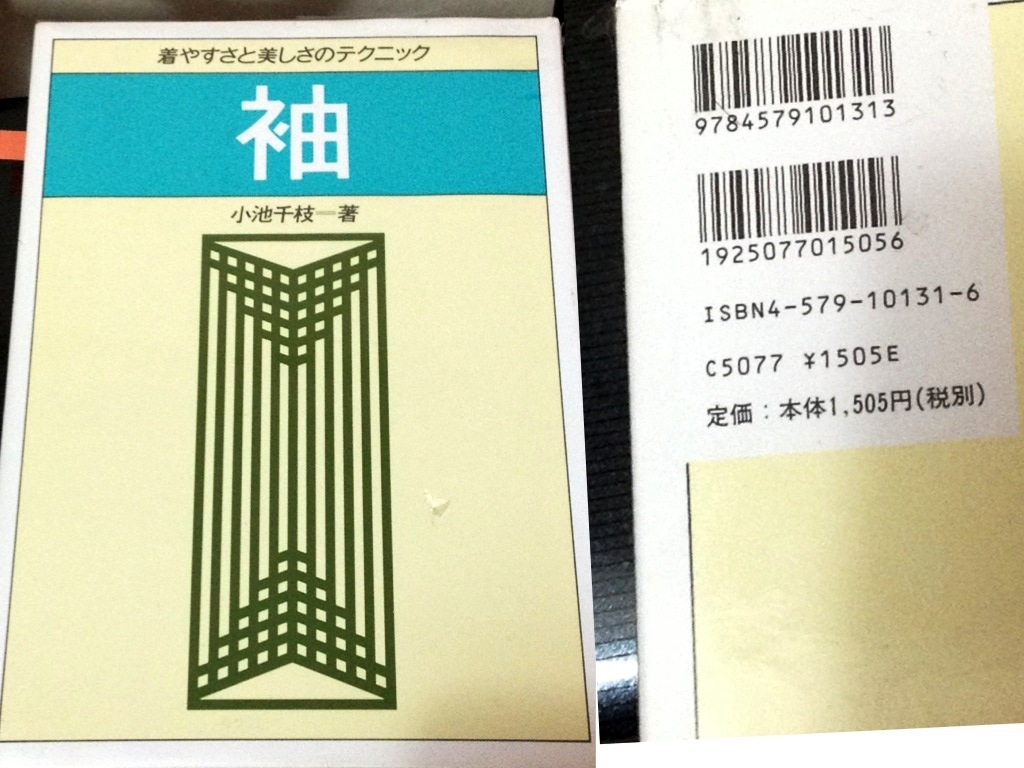 着やすさと美しさのテクニック
袖
小池千枝＝著
9784579101313
1925077015056
ISBN4-579-10131-6
C5077 ¥1505E
定価：本体1,505円(税別)